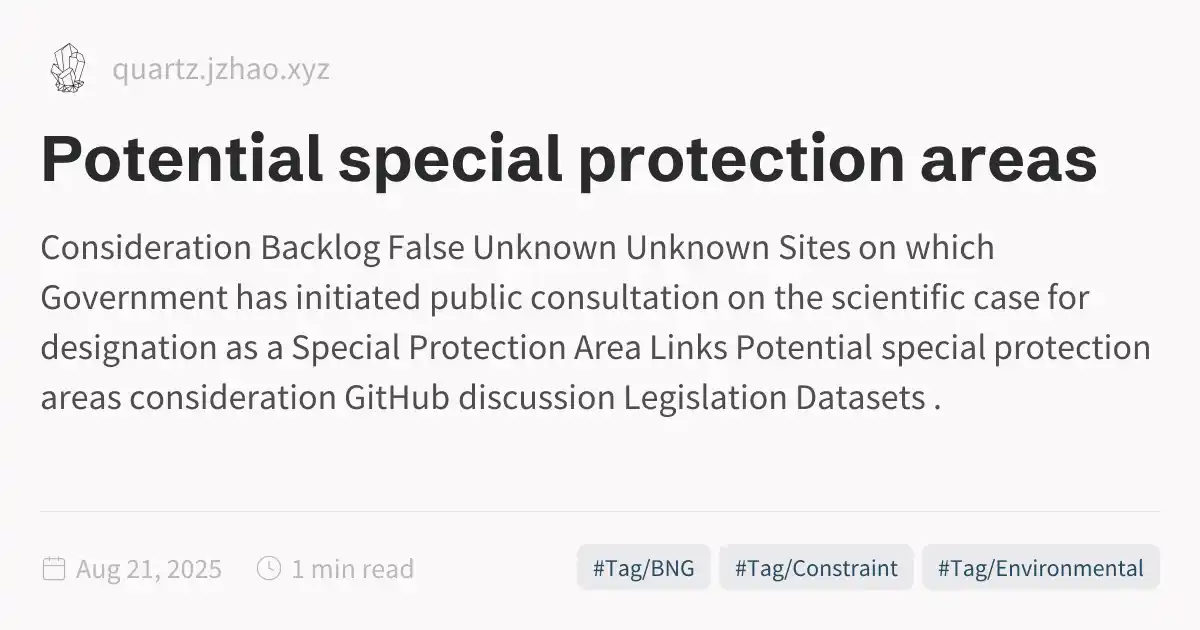 quartz.jzhao.xyz
Potential special protection areas
Consideration Backlog False Unknown Unknown Sites on which
Government has initiated public consultation on the scientific case for
designation as a Special Protection Area Links Potential special protection
areas consideration GitHub discussion Legislation Datasets .
Aug 21, 2025 1 min read #Tag/BNG #Tag/Constraint #Tag/Environmental